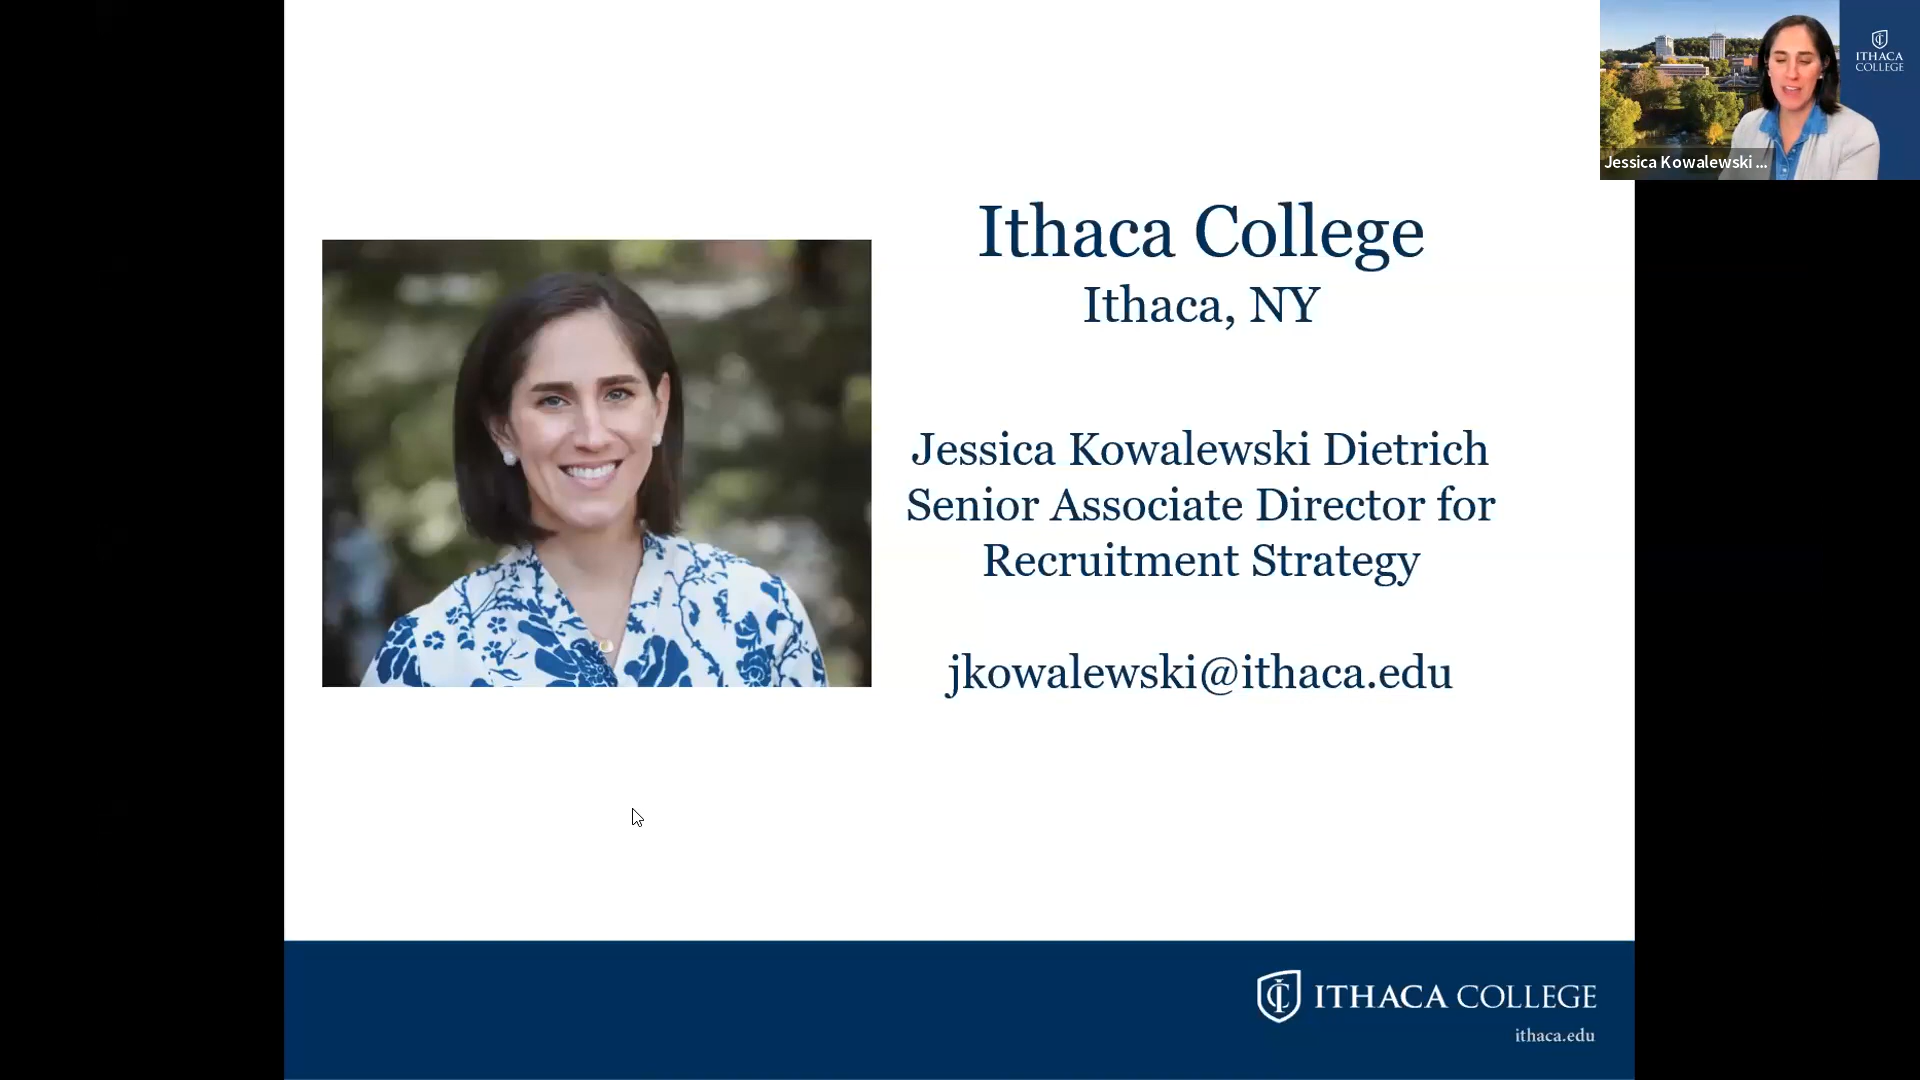 ITHACA
COLLEGE
Jessica Kowalewski ...
Ithaca College
Ithaca, NY
Jessica Kowalewski Dietrich
Senior Associate Director for
Recruitment Strategy
jkowalewski@ithaca.edu
ITHACA COLLEGE
ithaca.edu